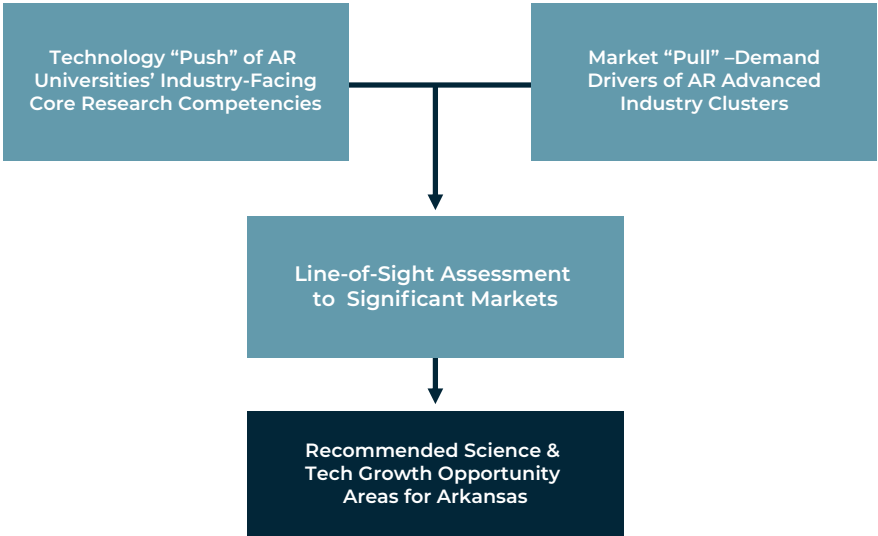 Technology “Push” of AR
Universities’ Industry-Facing
Core Research Competencies
Market “Pull” –Demand
Drivers of AR Advanced
Industry Clusters
Line-of-Sight Assessment
to  Significant Markets
Recommended Science &
Tech Growth Opportunity
Areas for Arkansas